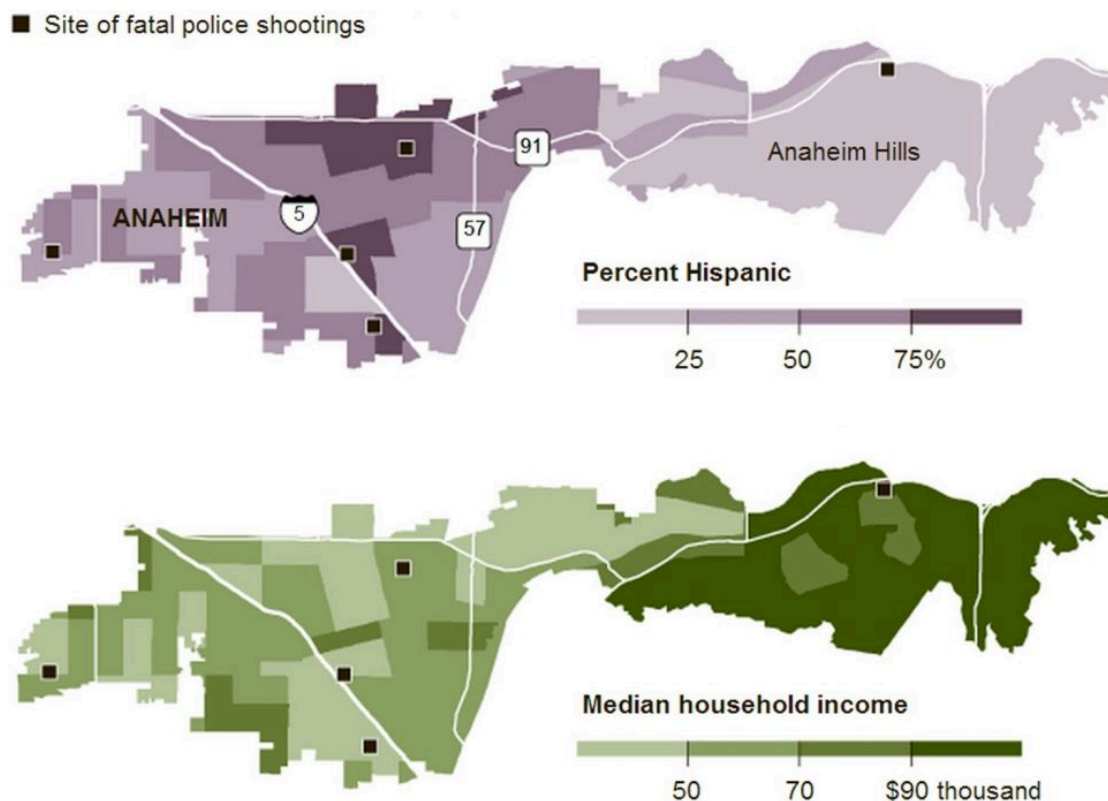 Site of fatal police shootings
91
Anaheim Hills
ANAHEIM
5
57
Percent Hispanic
25 50 75%
Median household income
50 70 $90 thousand